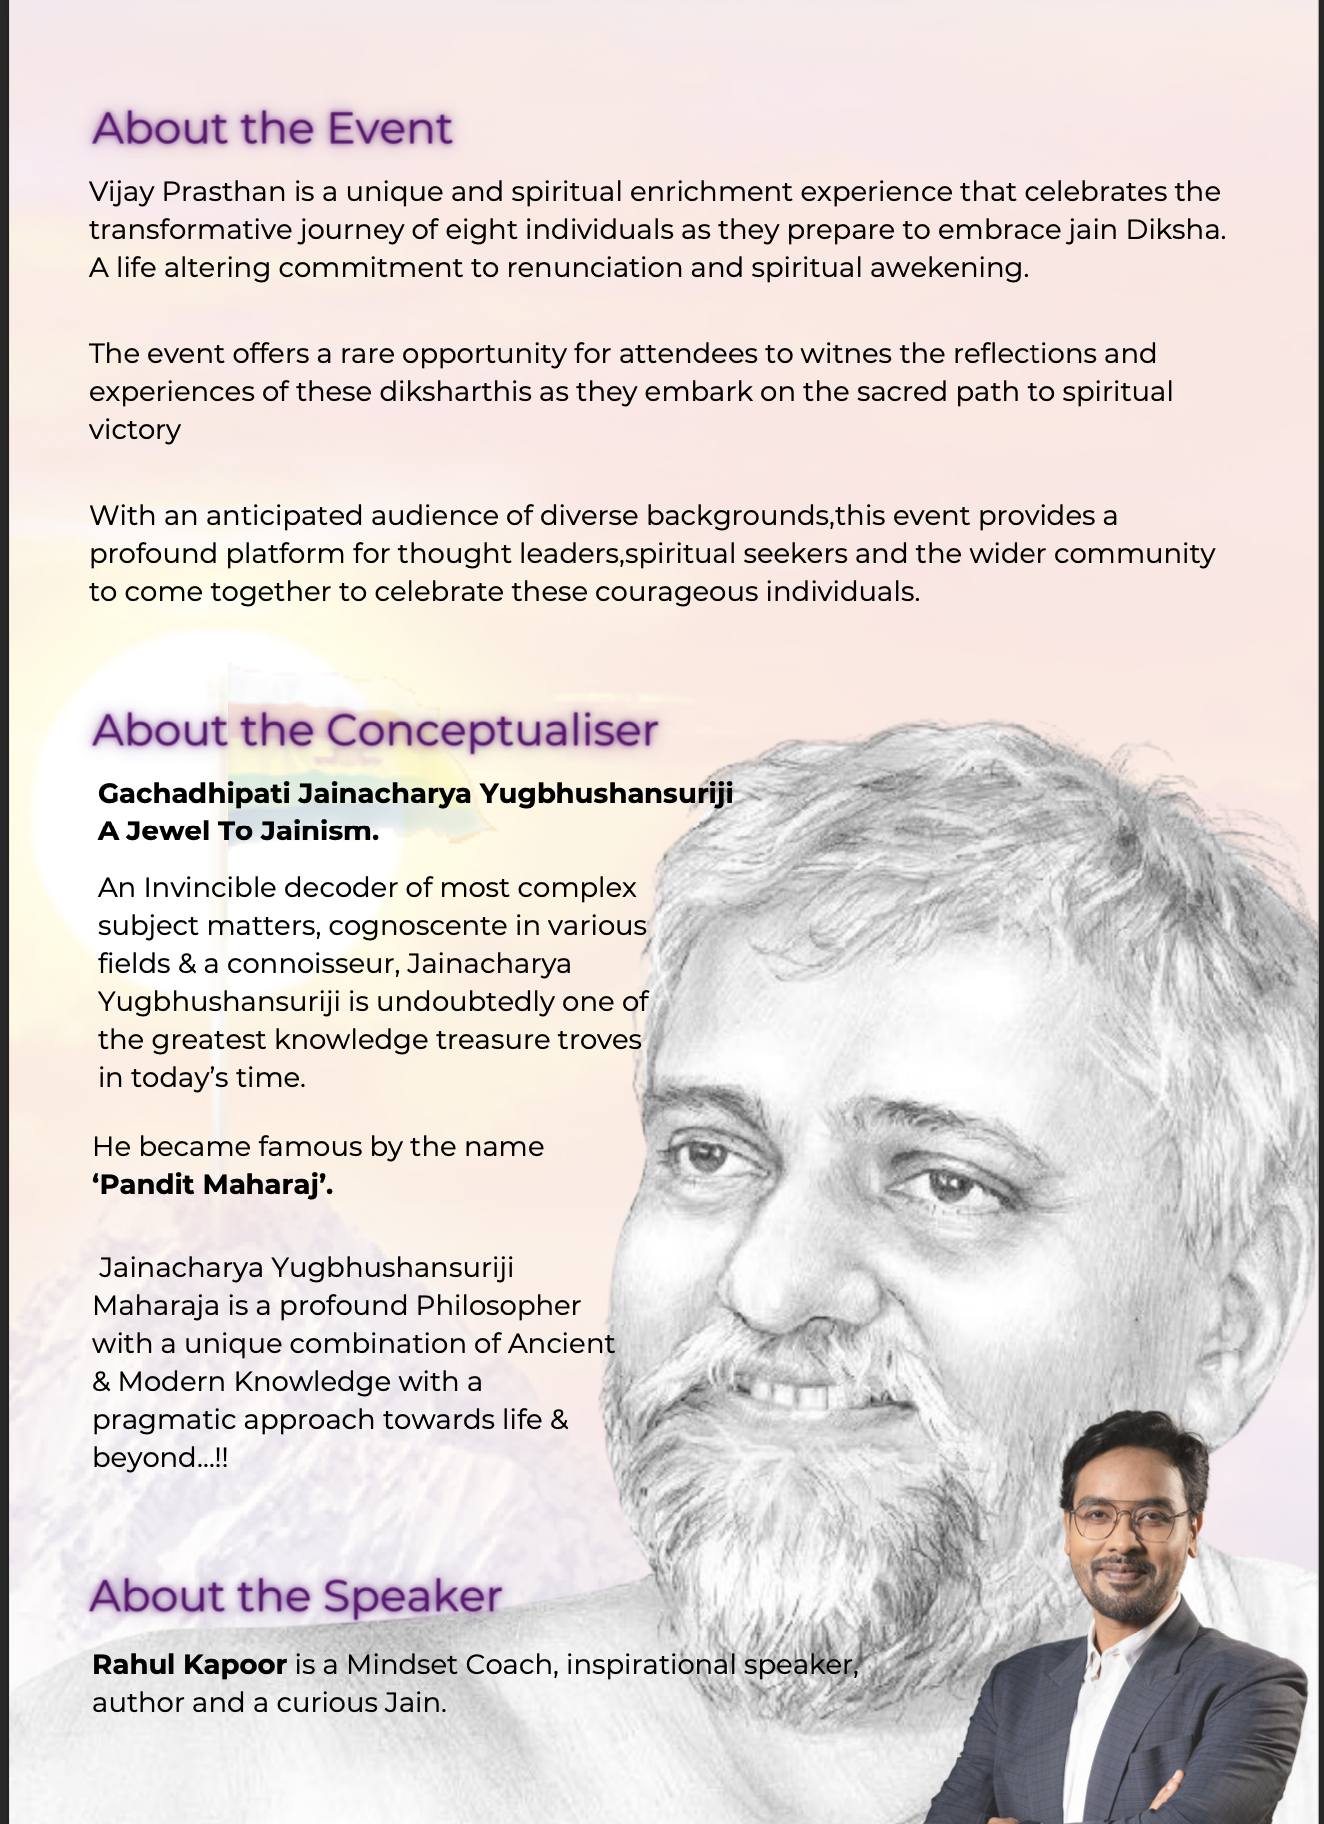 About the Event
Vijay Prasthan is a unique and spiritual enrichment experience that celebrates the
transformative journey of eight individuals as they prepare to embrace jain Diksha.
A life altering commitment to renunciation and spiritual awekening.
The event offers a rare opportunity for attendees to witnes the reflections and
experiences of these diksharthis as they embark on the sacred path to spiritual
victory
With an anticipated audience of diverse backgrounds,this event provides a
profound platform for thought leaders,spiritual seekers and the wider community
to come together to celebrate these courageous individuals.
About the Conceptualiser
Gachadhipati Jainacharya Yugbhushansuriji
A Jewel To Jainism.
An Invincible decoder of most complex
subject matters, cognoscente in various
fields & a connoisseur, Jainacharya
Yugbhushansuriji is undoubtedly one of
the greatest knowledge treasure troves
in today’s time.
He became famous by the name
‘Pandit Maharaj’.
Jainacharya Yugbhushansuriji
Maharaja is a profound Philosopher
with a unique combination of Ancient
& Modern Knowledge with a
pragmatic approach towards life &
beyond...!!
About the Speaker
Rahul Kapoor is a Mindset Coach, inspirational speaker,
author and a curious Jain.